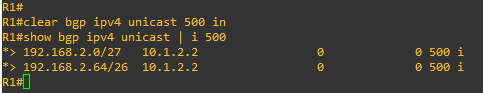 R1#
R1#clear bgp ipv4 unicast 500 in
R1#show bgp ipv4 unicast | i 500
*> 192.168.2.0/27 10.1.2.2 0 0 500 i
*> 192.168.2.64/26 10.1.2.2 0 0 500 i
R1#